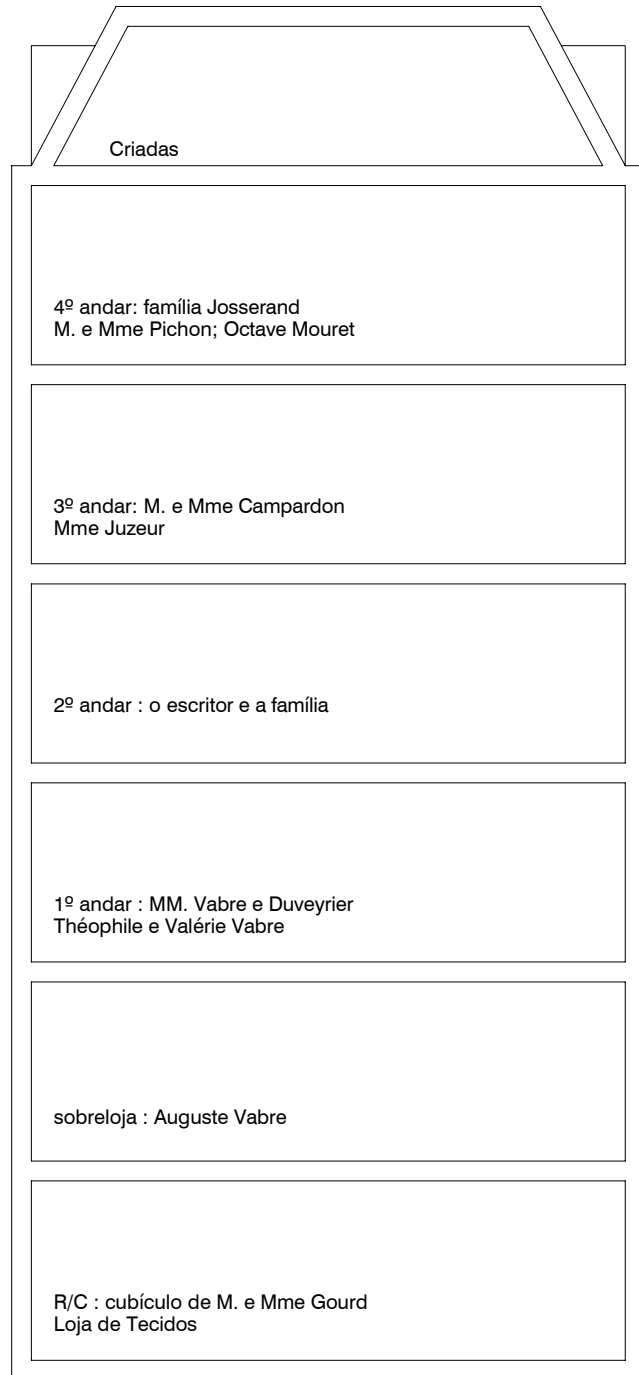 Criadas
4º andar: família Josserand
M. e Mme Pichon; Octave Mouret
3º andar: M. e Mme Campardon
Mme Juzeur
2º andar : o escritor e a família
1º andar : MM. Vabre e Duveyrier
Théophile e Valérie Vabre
sobreloja : Auguste Vabre
R/C : cubículo de M. e Mme Gourd
Loja de Tecidos